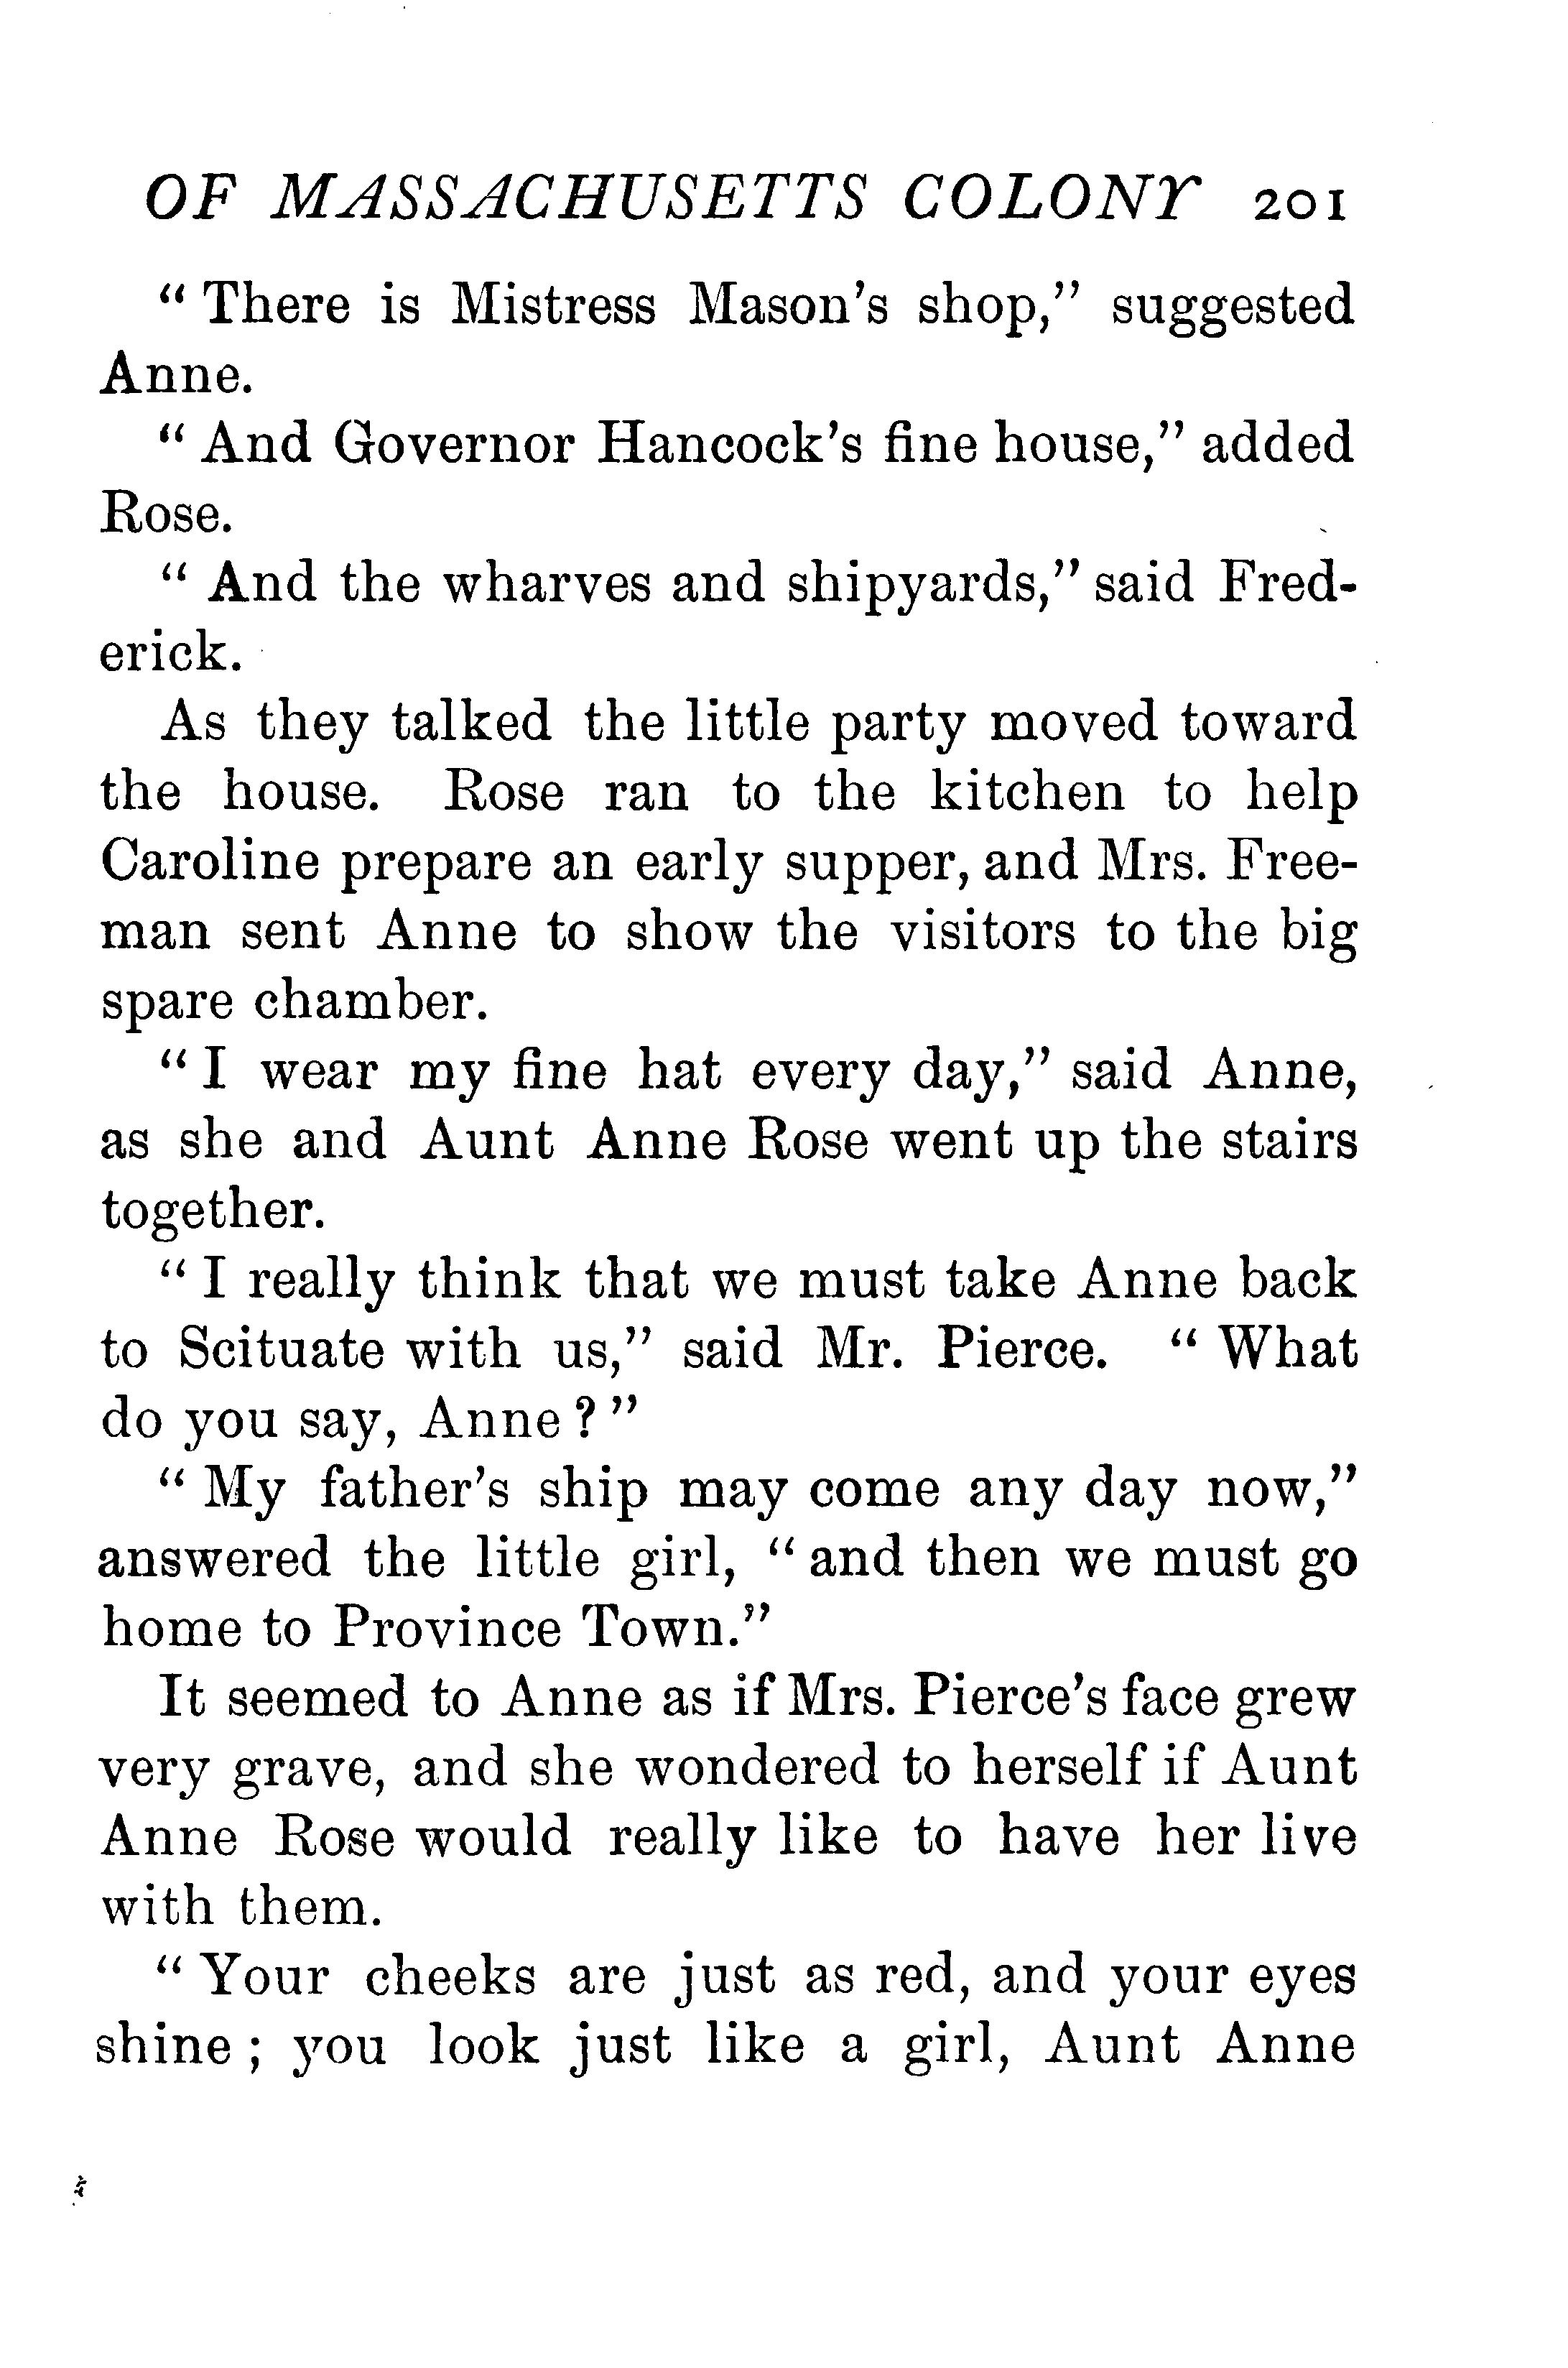 OF MASSACHUSETTS COLONY 201
“ There is Mistress Mason’s shop,” suggested
Anne.
“ And Governor Hancock’s fine house,” added
Rose.
“ And the wharves and shipyards,” said Fred-
erick.
As they talked the little party moved toward
the house. Rose ran to the kitchen to help
Caroline prepare an early supper, and Mrs. Free-
man sent Anne to show the visitors to the big
spare chamber.
“ I wear my fine hat every day,” said Anne,
as she and Aunt Anne Rose went up the stairs
together.
“ I really think that we must take Anne back
to Scituate with us,” said Mr. Pierce. “ What
do you say, Anne ? ”
“ My father’s ship may come any day now,”
answered the little girl, “ and then we must go
home to Province Town.”
It seemed to Anne as if Mrs. Pierce’s face grew
very grave, and she wondered to herself if Aunt
Anne Rose would really like to have her live
with them.
“ Your cheeks are just as red, and your eyes
shine ; you look just like a girl, Aunt Anne